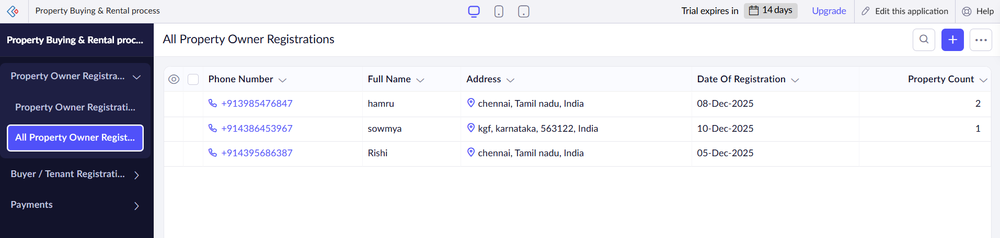 Property Buying & Rental process
Trial expires in 14 days Upgrade Edit this application Help
Property Buying & Rental proc...
All Property Owner Registrations
Property Owner Registra...
Property Owner Registrati...
All Property Owner Regist...
Buyer / Tenant Registrati...
Payments
Phone Number Full Name Address Date Of Registration Property Count
+913985476847 hamru chennai, Tamil nadu, India 08-Dec-2025 2
+914386453967 sowmya kgf, karnataka, 563122, India 10-Dec-2025 1
+914395686387 Rishi chennai, Tamil nadu, India 05-Dec-2025